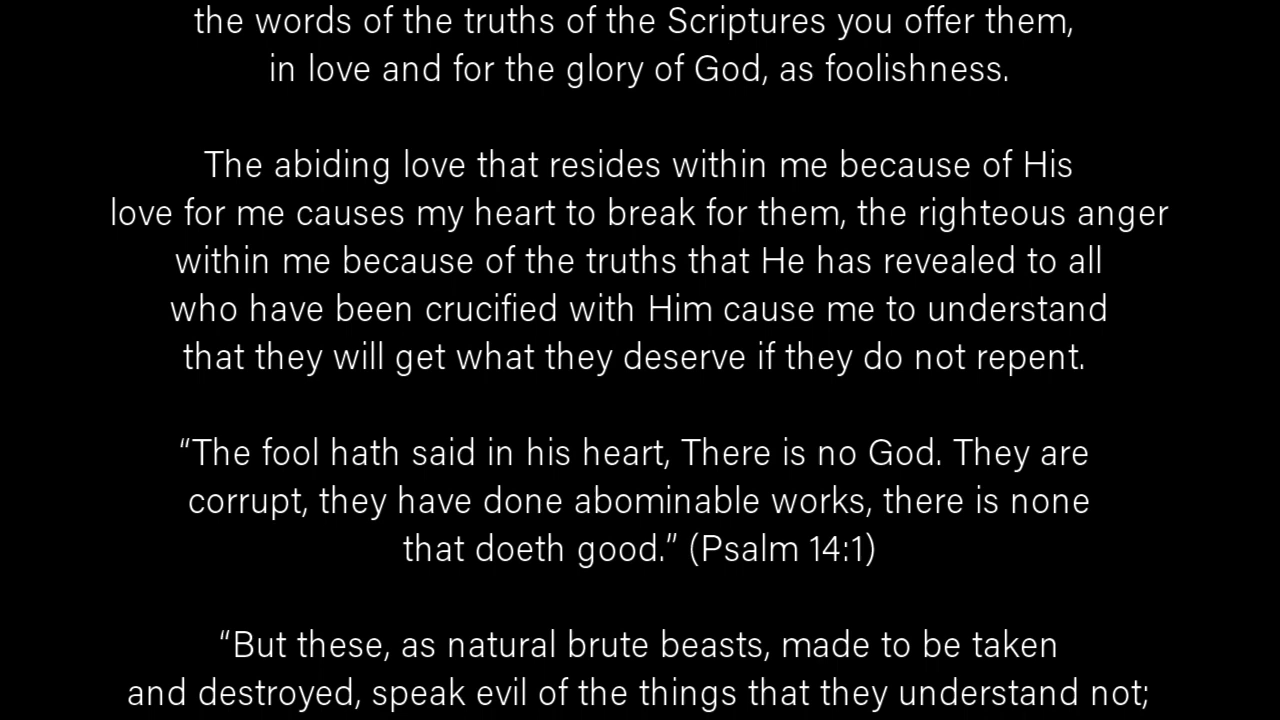 the words of the truths of the Scriptures you offer them,
in love and for the glory of God, as foolishness.
The abiding love that resides within me because of His
love for me causes my heart to break for them, the righteous anger
within me because of the truths that He has revealed to all
who have been crucified with Him cause me to understand
that they will get what they deserve if they do not repent.
“The fool hath said in his heart, There is no God. They are
corrupt, they have done abominable works, there is none
that doeth good.” (Psalm 14:1)
“But these, as natural brute beasts, made to be taken
and destroyed, speak evil of the things that they understand not;